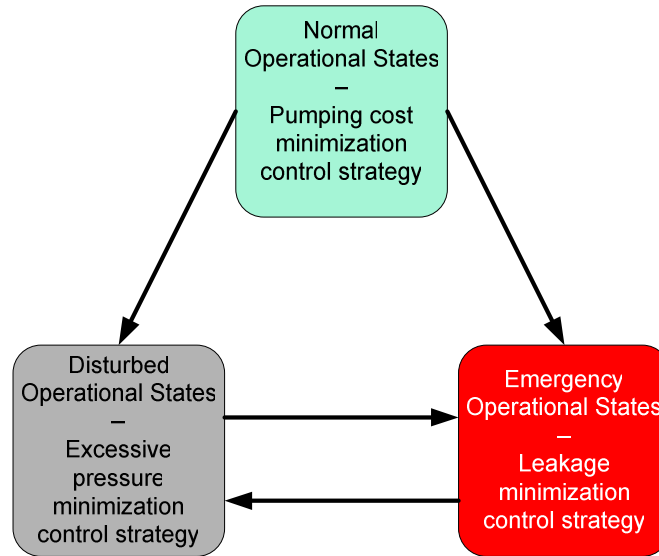 Normal
Operational States
–
Pumping cost
minimization
control strategy
Disturbed
Operational States
–
Excessive
pressure
minimization
control strategy
Emergency
Operational States
–
Leakage
minimization
control strategy